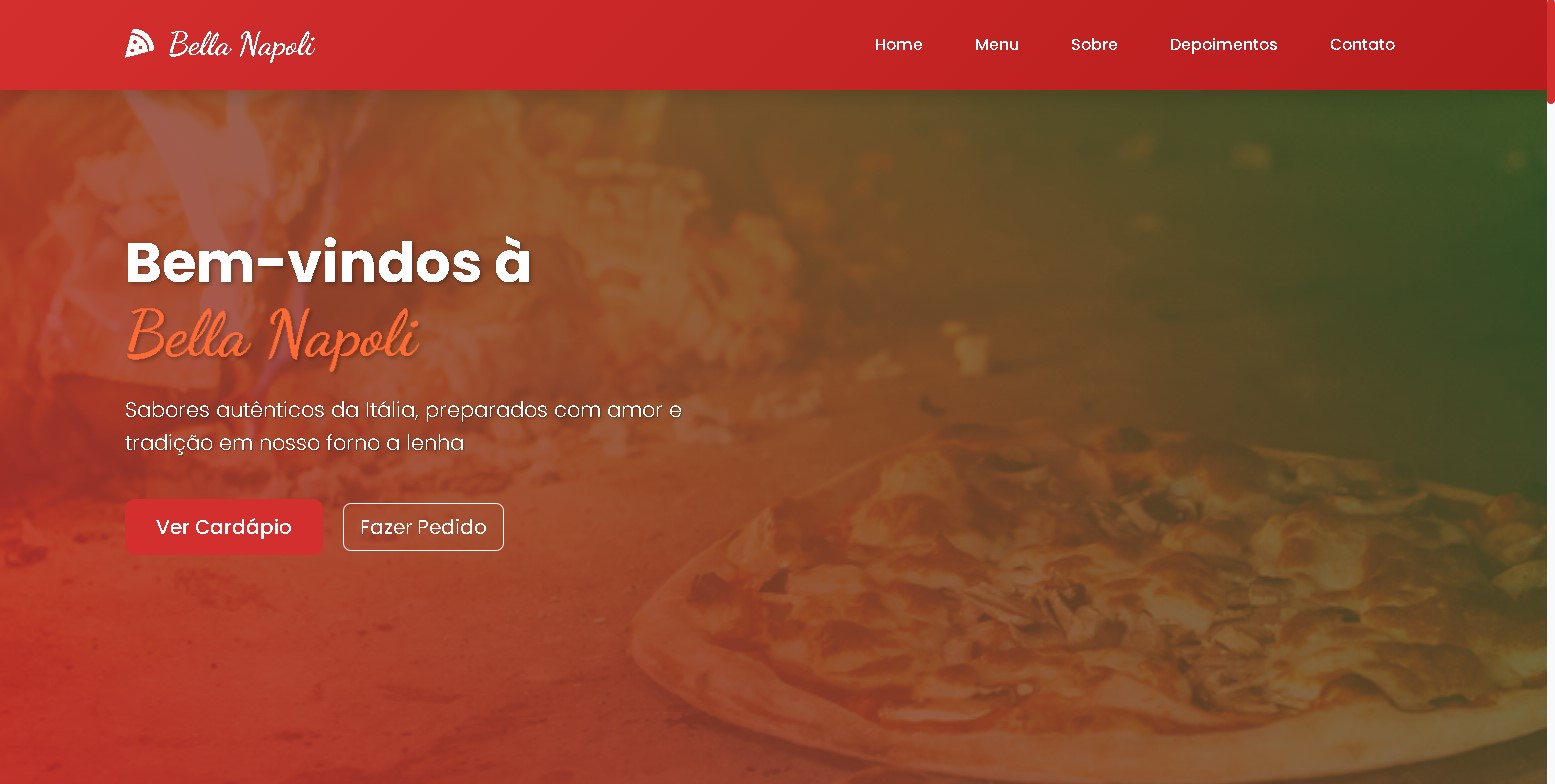 Bella Napoli
Home Menu Sobre Depoimentos Contato
Bem-vindos à
Bella Napoli
Sabores autênticos da Itália, preparados com amor e
tradição em nosso forno a lenha
Ver Cardápio Fazer Pedido